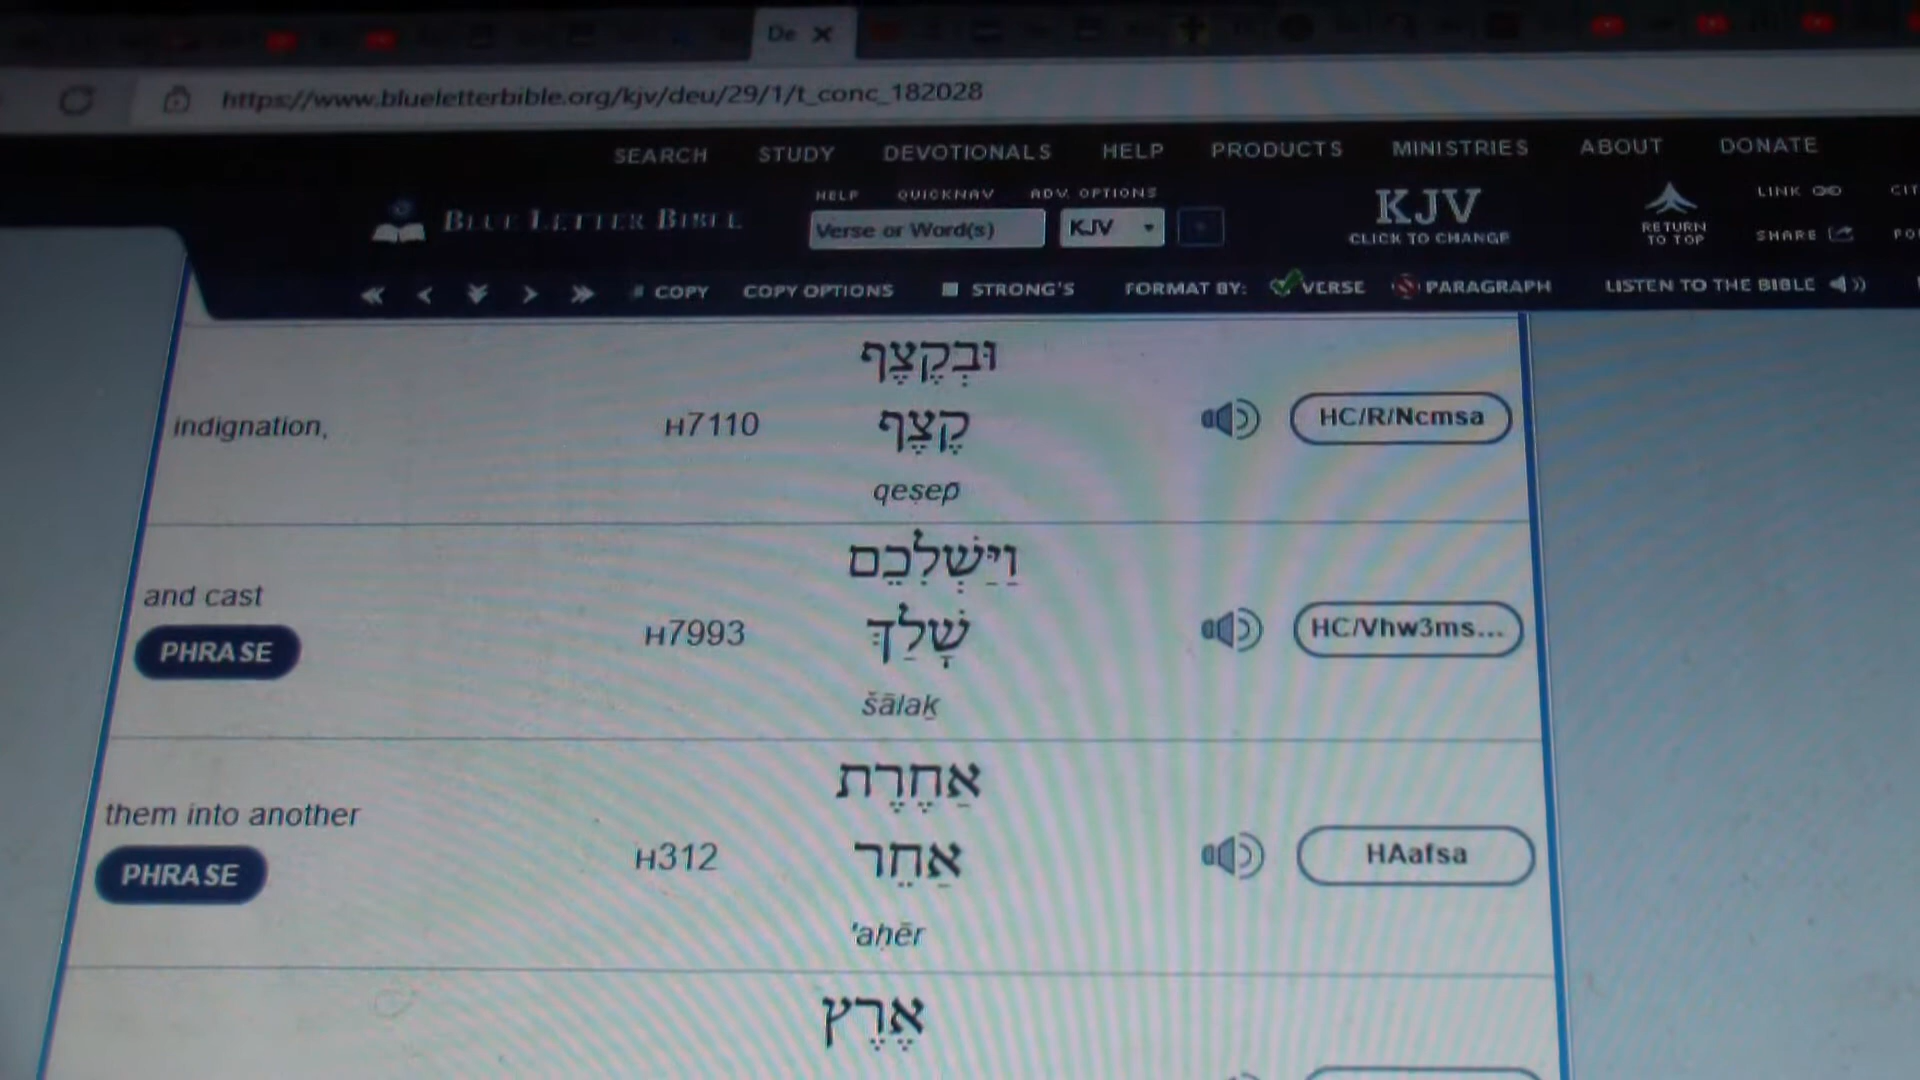 De
https://www.blueletterbible.org/kjv/deu/29/1/t_conc_182028
SEARCH STUDY DEVOTIONALS HELP PRODUCTS MINISTRIES ABOUT DONATE
HELP QUICKNAV ADV. OPTIONS
BLUE LETTER BIBLE
Verse or Word(s)
KJV
KJV
CLICK TO CHANGE
RETURN
TO TOP
LINK
SHARE
COPY COPY OPTIONS STRONG'S FORMAT BY: VERSE PARAGRAPH LISTEN TO THE BIBLE
וּבְקֶצֶף
indignation, H7110 קֶצֶף HC/R/Ncmsa
qeṣep̄
וַיַּשְׁלִכֵם
and cast
PHRASE H7993 שָׁלַךְ HC/Vhw3ms...
šālaḵ
אַחֶרֶת
them into another
PHRASE H312 אַחֵר HAafsa
'aḥēr
אֶרֶץ